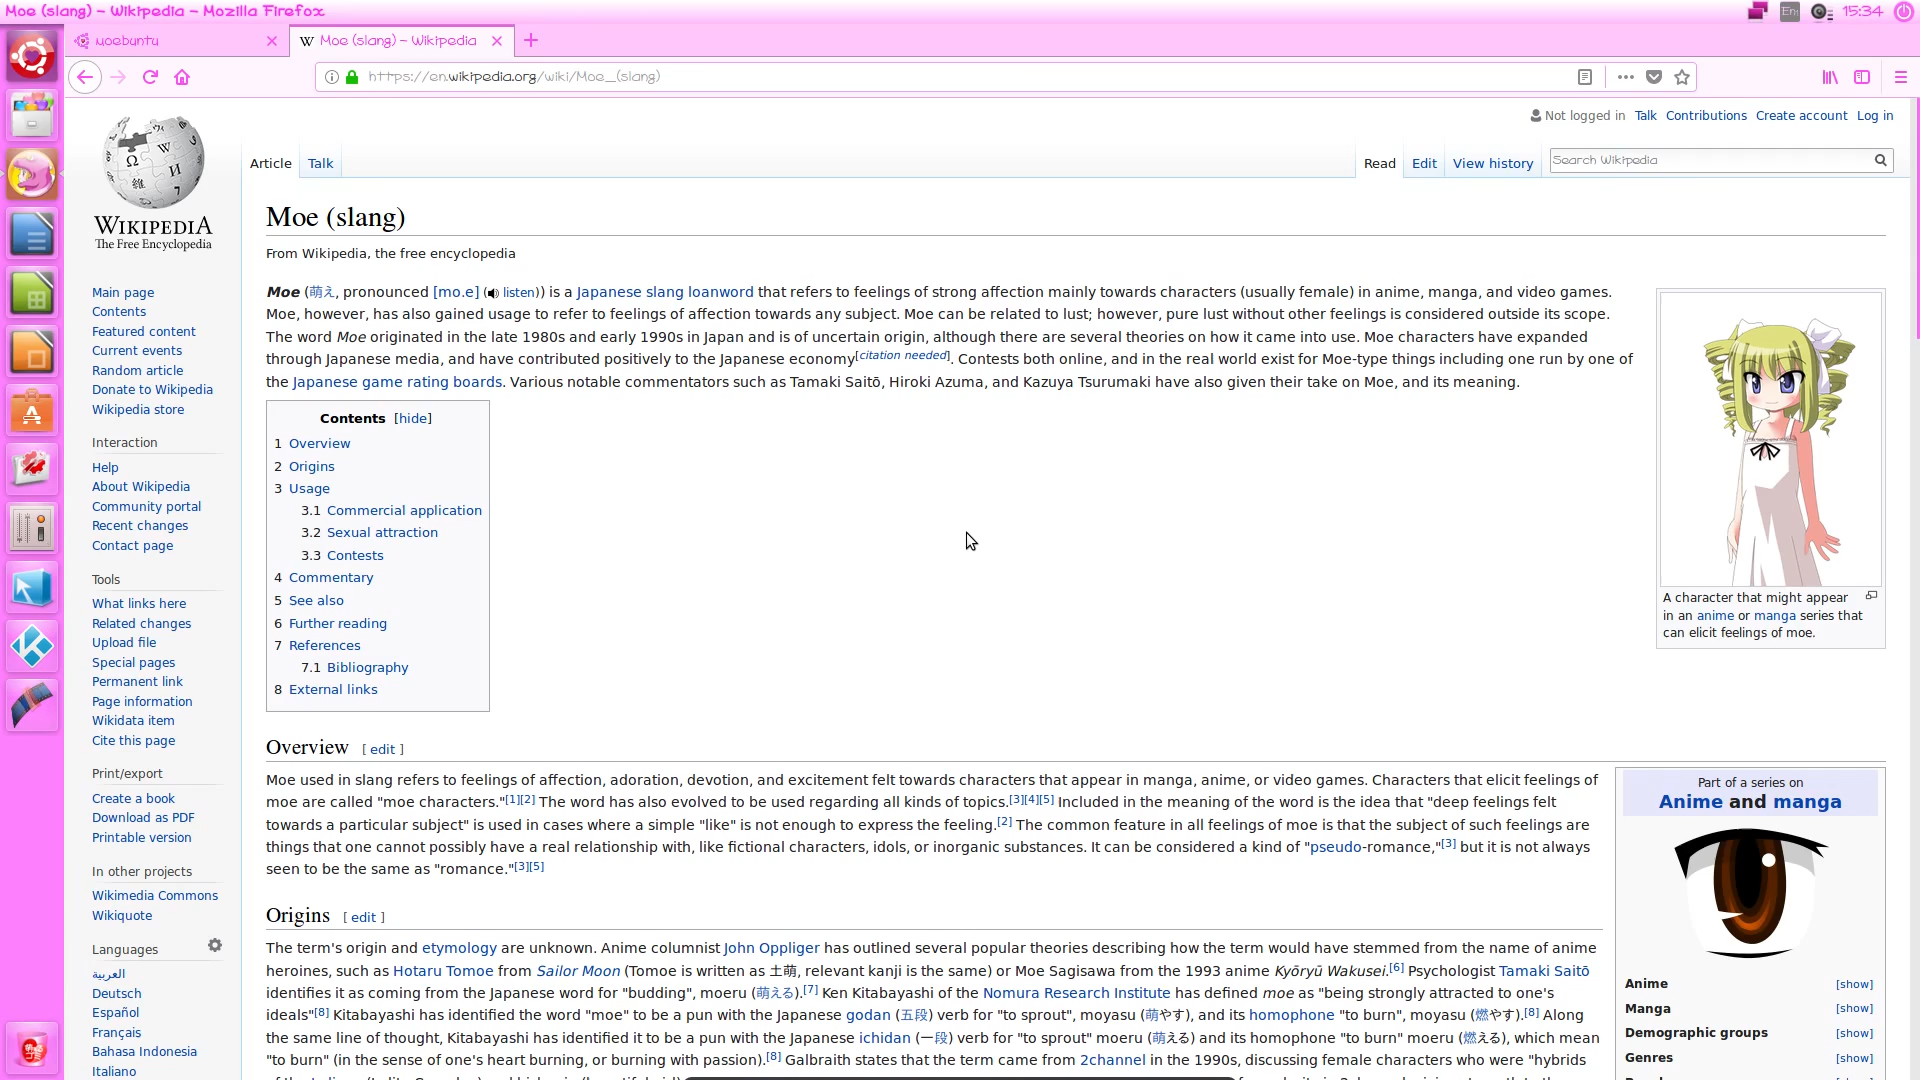 Moe (slang) – Wikipedia – Mozilla Firefox
En
15:34
moebuntu
Moe (slang) – Wikipedia
https://en.wikipedia.org/wiki/Moe_(slang)
Not logged in Talk Contributions Create account Log in
Article Talk
Read Edit View history
Search Wikipedia
WIKIPEDIA
The Free Encyclopedia
Main page
Contents
Featured content
Current events
Random article
Donate to Wikipedia
Wikipedia store
Interaction
Help
About Wikipedia
Community portal
Recent changes
Contact page
Tools
What links here
Related changes
Upload file
Special pages
Permanent link
Page information
Wikidata item
Cite this page
Print/export
Create a book
Download as PDF
Printable version
In other projects
Wikimedia Commons
Wikiquote
Languages
العربية
Deutsch
Español
Français
Bahasa Indonesia
Italiano
Moe (slang)
From Wikipedia, the free encyclopedia
Moe (萌え, pronounced [mo.e] ( listen)) is a Japanese slang loanword that refers to feelings of strong affection mainly towards characters (usually female) in anime, manga, and video games.
Moe, however, has also gained usage to refer to feelings of affection towards any subject. Moe can be related to lust; however, pure lust without other feelings is considered outside its scope.
The word Moe originated in the late 1980s and early 1990s in Japan and is of uncertain origin, although there are several theories on how it came into use. Moe characters have expanded
through Japanese media, and have contributed positively to the Japanese economy[citation needed]. Contests both online, and in the real world exist for Moe-type things including one run by one of
the Japanese game rating boards. Various notable commentators such as Tamaki Saitō, Hiroki Azuma, and Kazuya Tsurumaki have also given their take on Moe, and its meaning.
Contents [hide]
1 Overview
2 Origins
3 Usage
3.1 Commercial application
3.2 Sexual attraction
3.3 Contests
4 Commentary
5 See also
6 Further reading
7 References
7.1 Bibliography
8 External links
A character that might appear
in an anime or manga series that
can elicit feelings of moe.
Overview [ edit ]
Moe used in slang refers to feelings of affection, adoration, devotion, and excitement felt towards characters that appear in manga, anime, or video games. Characters that elicit feelings of
moe are called "moe characters."[1][2] The word has also evolved to be used regarding all kinds of topics.[3][4][5] Included in the meaning of the word is the idea that "deep feelings felt
towards a particular subject" is used in cases where a simple "like" is not enough to express the feeling.[2] The common feature in all feelings of moe is that the subject of such feelings are
things that one cannot possibly have a real relationship with, like fictional characters, idols, or inorganic substances. It can be considered a kind of "pseudo-romance,"[3] but it is not always
seen to be the same as "romance."[3][5]
Part of a series on
Anime and manga
Anime [show]
Manga [show]
Demographic groups [show]
Genres [show]
Origins [ edit ]
The term's origin and etymology are unknown. Anime columnist John Oppliger has outlined several popular theories describing how the term would have stemmed from the name of anime
heroines, such as Hotaru Tomoe from Sailor Moon (Tomoe is written as 土萌, relevant kanji is the same) or Moe Sagisawa from the 1993 anime Kyōryū Wakusei.[6] Psychologist Tamaki Saitō
identifies it as coming from the Japanese word for "budding", moeru (萌える).[7] Ken Kitabayashi of the Nomura Research Institute has defined moe as "being strongly attracted to one's
ideals"[8] Kitabayashi has identified the word "moe" to be a pun with the Japanese godan (五段) verb for "to sprout", moyasu (萌やす), and its homophone "to burn", moyasu (燃やす).[8] Along
the same line of thought, Kitabayashi has identified it to be a pun with the Japanese ichidan (一段) verb for "to sprout" moeru (萌える) and its homophone "to burn" moeru (燃える), which mean
"to burn" (in the sense of one's heart burning, or burning with passion).[8] Galbraith states that the term came from 2channel in the 1990s, discussing female characters who were "hybrids